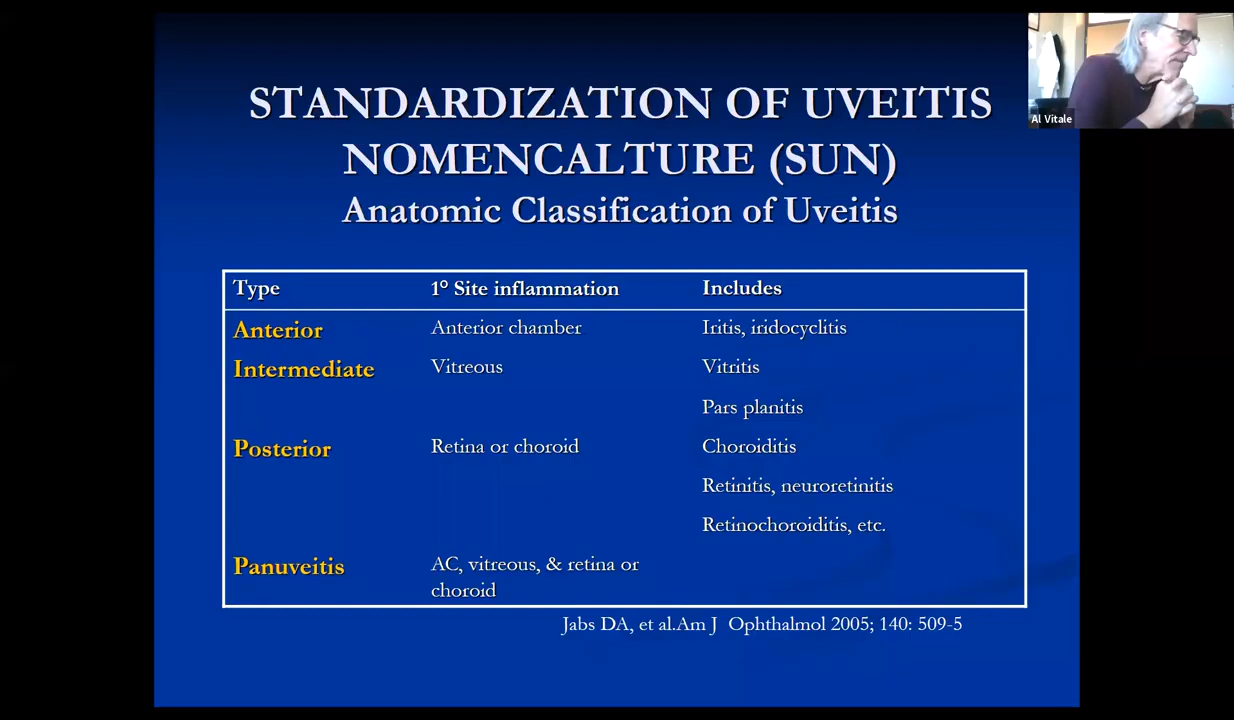 STANDARDIZATION OF UVEITIS
NOMENCALTURE (SUN)
Anatomic Classification of Uveitis
Al Vitale
Type 1° Site inflammation Includes
Anterior Anterior chamber Iritis, iridocyclitis
Intermediate Vitreous Vitritis
Pars planitis
Posterior Retina or choroid Choroiditis
Retinitis, neuroretinitis
Retinochoroiditis, etc.
Panuveitis AC, vitreous, & retina or
choroid
Jabs DA, et al.Am J Ophthalmol 2005; 140: 509-5